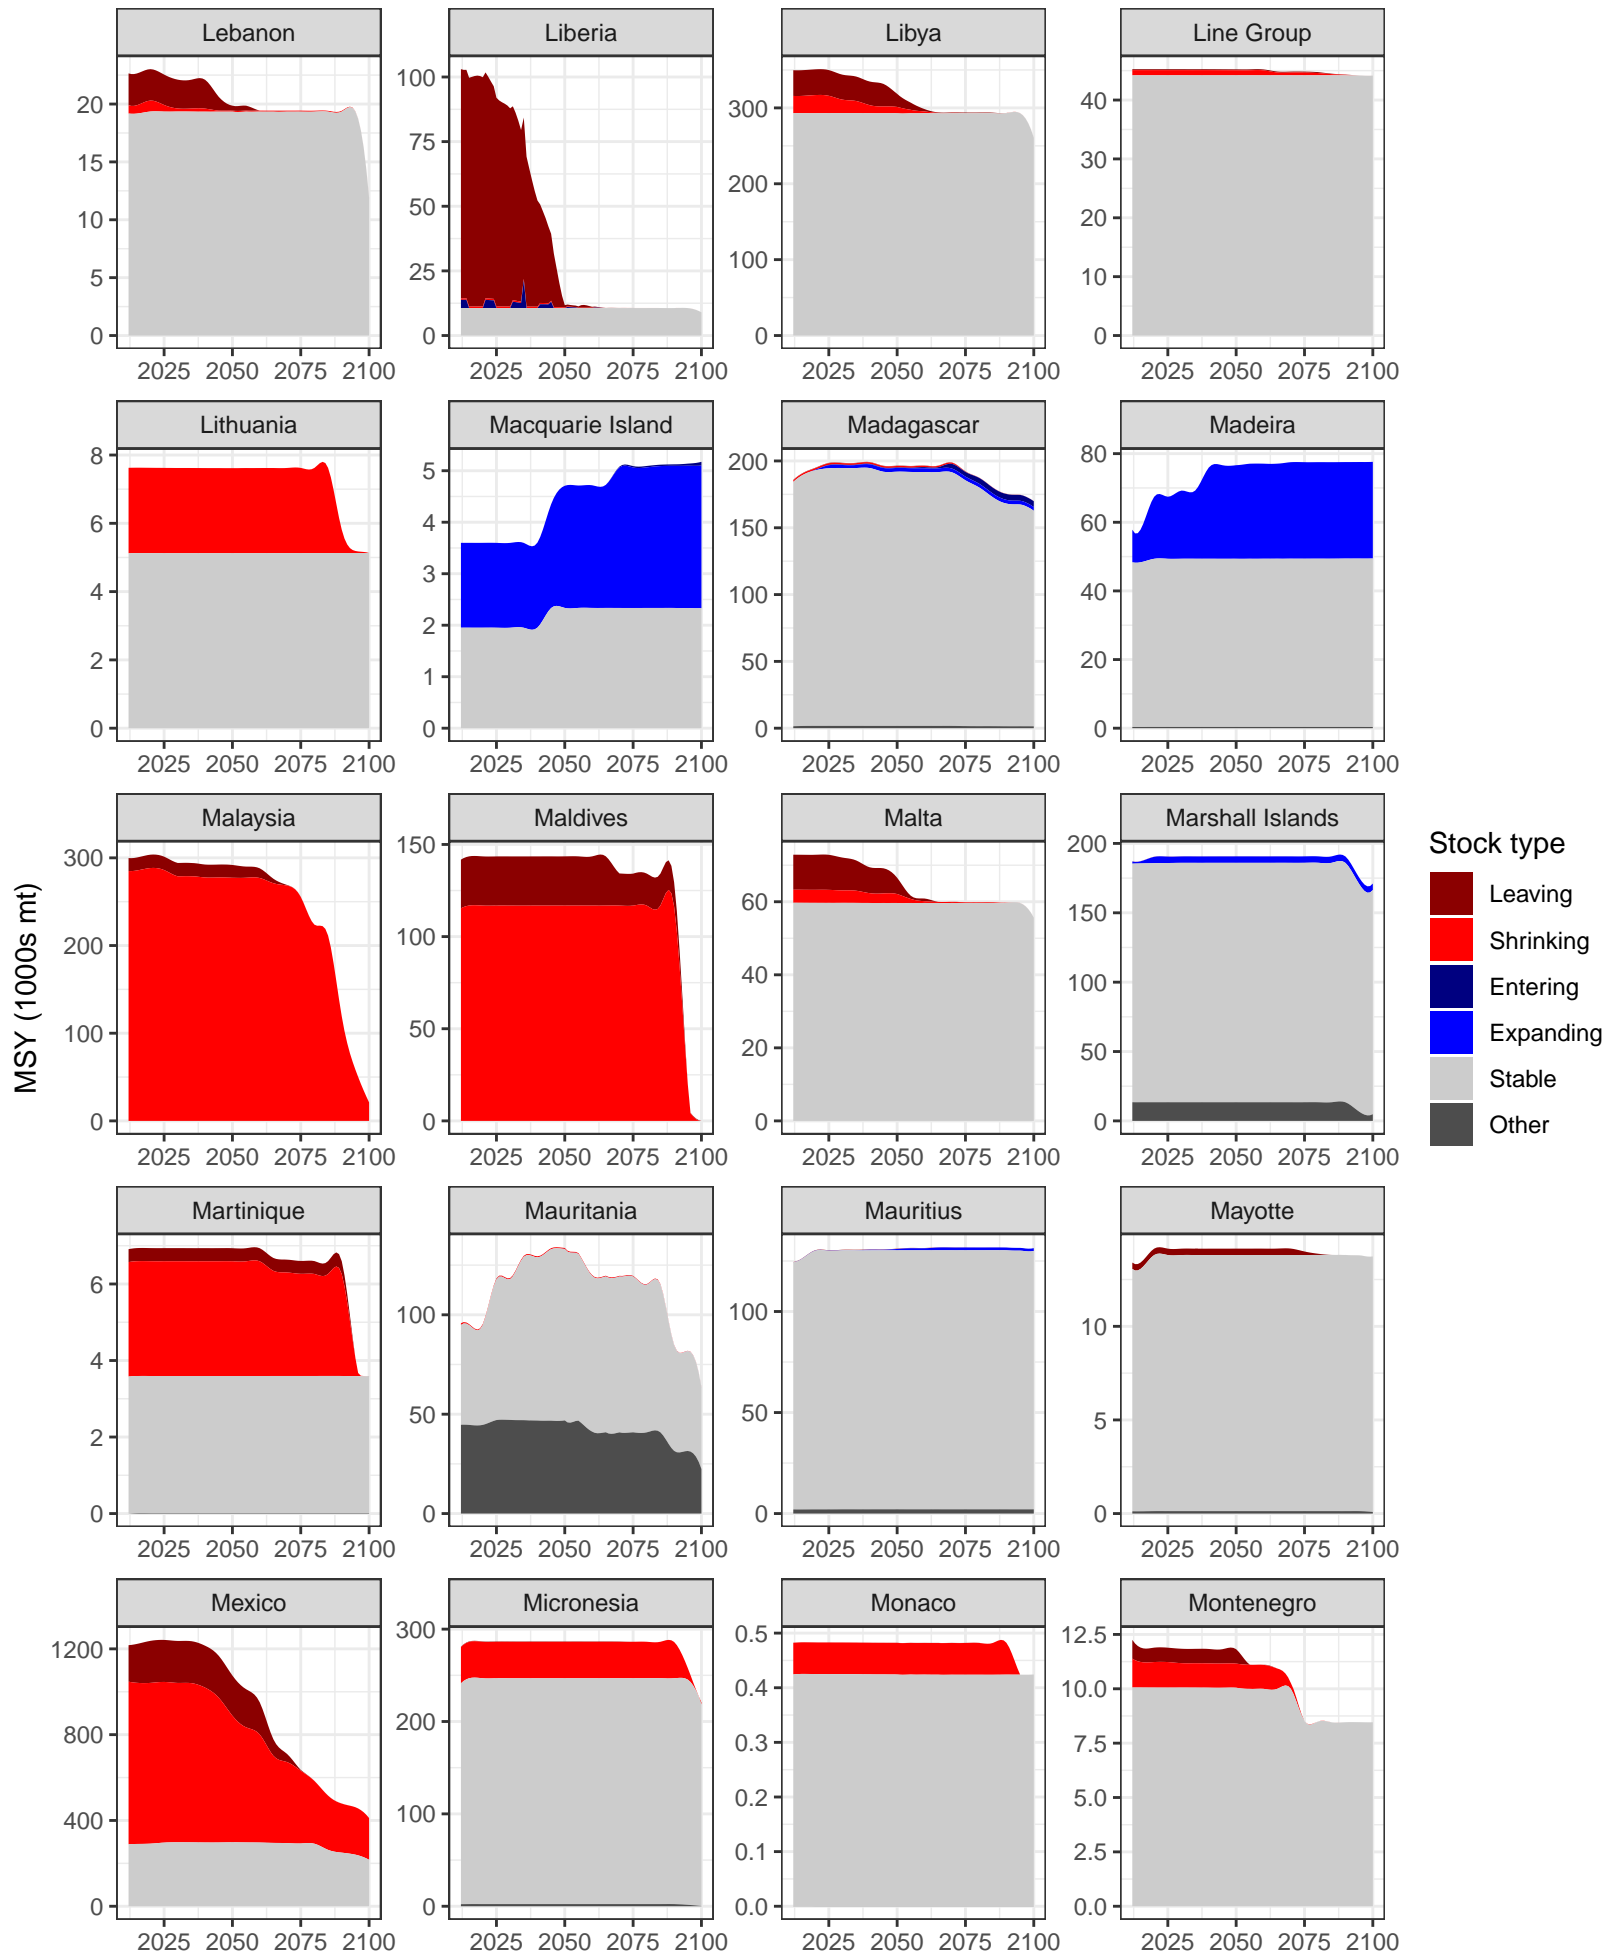 Lebanon
Liberia
Libya
Line Group
20
15
10
5
0
100
75
50
25
0
300
200
100
0
40
30
20
10
0
2025 2050 2075 2100
2025 2050 2075 2100
2025 2050 2075 2100
2025 2050 2075 2100
Lithuania
Macquarie Island
Madagascar
Madeira
8
6
4
2
0
5
4
3
2
1
0
200
150
100
50
0
80
60
40
20
0
2025 2050 2075 2100
2025 2050 2075 2100
2025 2050 2075 2100
2025 2050 2075 2100
MSY (1000s mt)
Malaysia
Maldives
Malta
Marshall Islands
300
200
100
0
150
100
50
0
60
40
20
0
200
150
100
50
0
2025 2050 2075 2100
2025 2050 2075 2100
2025 2050 2075 2100
2025 2050 2075 2100
Stock type
Leaving
Shrinking
Entering
Expanding
Stable
Other
Martinique
Mauritania
Mauritius
Mayotte
6
4
2
0
100
50
0
100
50
0
10
5
0
2025 2050 2075 2100
2025 2050 2075 2100
2025 2050 2075 2100
2025 2050 2075 2100
Mexico
Micronesia
Monaco
Montenegro
1200
800
400
0
300
200
100
0
0.5
0.4
0.3
0.2
0.1
0.0
12.5
10.0
7.5
5.0
2.5
0.0
2025 2050 2075 2100
2025 2050 2075 2100
2025 2050 2075 2100
2025 2050 2075 2100